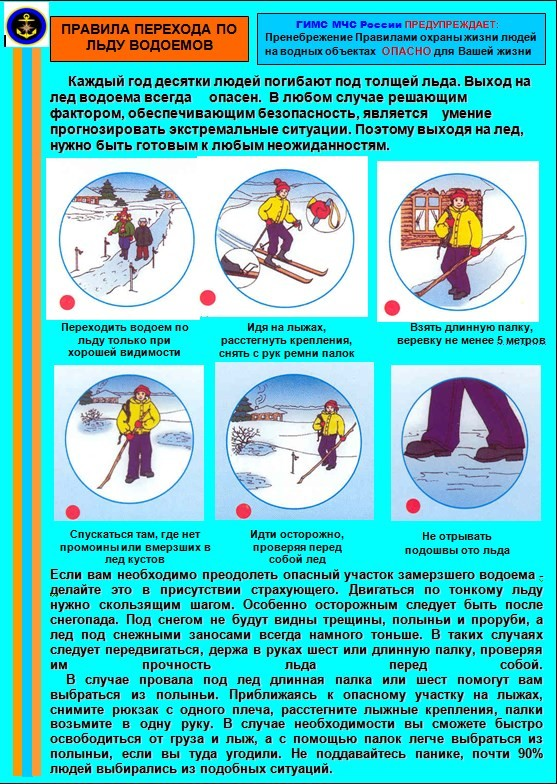 ПРАВИЛА ПЕРЕХОДА ПО
ЛЬДУ ВОДОЕМОВ
ГИМС МЧС России ПРЕДУПРЕЖДАЕТ:
Пренебрежение Правилами охраны жизни людей
на водных объектах ОПАСНО для Вашей жизни
Каждый год десятки людей погибают под толщей льда. Выход на
лед водоема всегда опасен. В любом случае решающим
фактором, обеспечивающим безопасность, является умение
прогнозировать экстремальные ситуации. Поэтому выходя на лед,
нужно быть готовым к любым неожиданностям.
Переходить водоем по
льду только при
хорошей видимости
Идя на лыжах,
расстегнуть крепления,
снять с рук ремни палок
Взять длинную палку,
веревку не менее 5 метров
Спускаться там, где нет
промоины или вмерзших в
лед кустов
Идти осторожно,
проверяя перед
собой лед
Не отрывать
подошвы ото льда
Если вам необходимо преодолеть опасный участок замерзшего водоема -
делайте это в присутствии страхующего. Двигаться по тонкому льду
нужно скользящим шагом. Особенно осторожным следует быть после
снегопада. Под снегом не будут видны трещины, полыньи и проруби, а
лед под снежными заносами всегда намного тоньше. В таких случаях
следует передвигаться, держа в руках шест или длинную палку, проверяя
им прочность льда перед собой.
В случае провала под лед длинная палка или шест помогут вам
выбраться из полыньи. Приближаясь к опасному участку на лыжах,
снимите рюкзак с одного плеча, расстегните лыжные крепления, палки
возьмите в одну руку. В случае необходимости вы сможете быстро
освободиться от груза и лыж, а с помощью палок легче выбраться из
полыньи, если вы туда угодили. Не поддавайтесь панике, почти 90%
людей выбирались из подобных ситуаций.